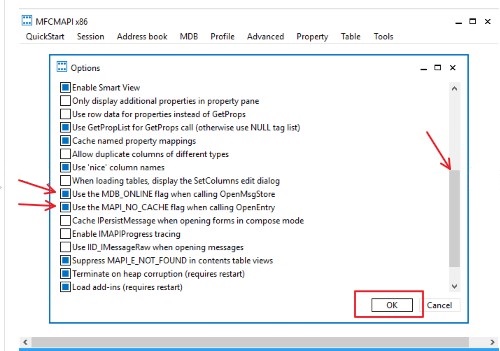 MFCMAPI x86
QuickStart Session Address book MDB Profile Advanced Property Table Tools
Options
Enable Smart View
Only display additional properties in property pane
Use row data for properties instead of GetProps
Use GetPropList for GetProps call (otherwise use NULL tag list)
Cache named property mappings
Allow duplicate columns of different types
Use 'nice' column names
When loading tables, display the SetColumns edit dialog
Use the MDB_ONLINE flag when calling OpenMsgStore
Use the MAPI_NO_CACHE flag when calling OpenEntry
Cache IPersistMessage when opening forms in compose mode
Enable IMAPIProgress tracing
Use IID_IMessageRaw when opening messages
Suppress MAPI_E_NOT_FOUND in contents table views
Terminate on heap corruption (requires restart)
Load add-ins (requires restart)
OK Cancel